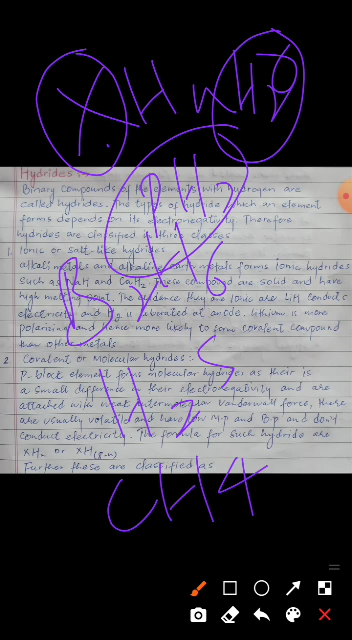 XHn HP
Hydrides :-
Binary compounds of the elements with hydrogen are
called hydrides. The types of hydride which an element
forms depends on its electronegativity. Therefore
hydrides are classified in three classes
1. Ionic or salt-like hydrides
alkali metals and alkaline earth metals forms ionic hydrides
such as NaH and CaH2. These compound are solid and have
high melting point. The evidence they are ionic are LiH conducts
electricity and H2 is liberated at anode. lithium is more
polarizing and hence more likely to form covalent compound
than other metals.
2. Covalent or Molecular hydrides :-
P-block element forms molecular hydrides as their is
a small difference in their electronegativity and are
attached with weak intermolecular Vanderwall force, these
are usually volatile and have low M.P and B.p and don't
conduct electricity. The formula for such hydride are
XHn or XH(8-n)
Further these are classified as
H2S
CH4